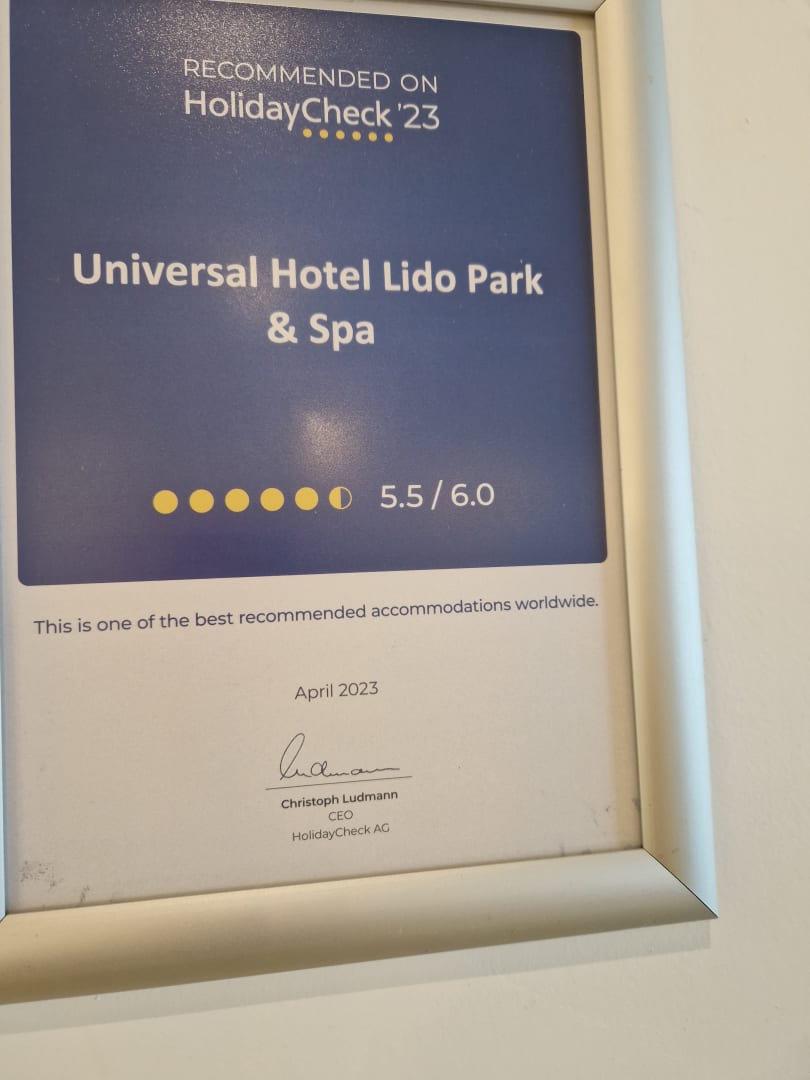 RECOMMENDED ON
HolidayCheck '23
Universal Hotel Lido Park
& Spa
5.5 / 6.0
This is one of the best recommended accommodations worldwide.
April 2023
Ludmann
Christoph Ludmann
CEO
HolidayCheck AG